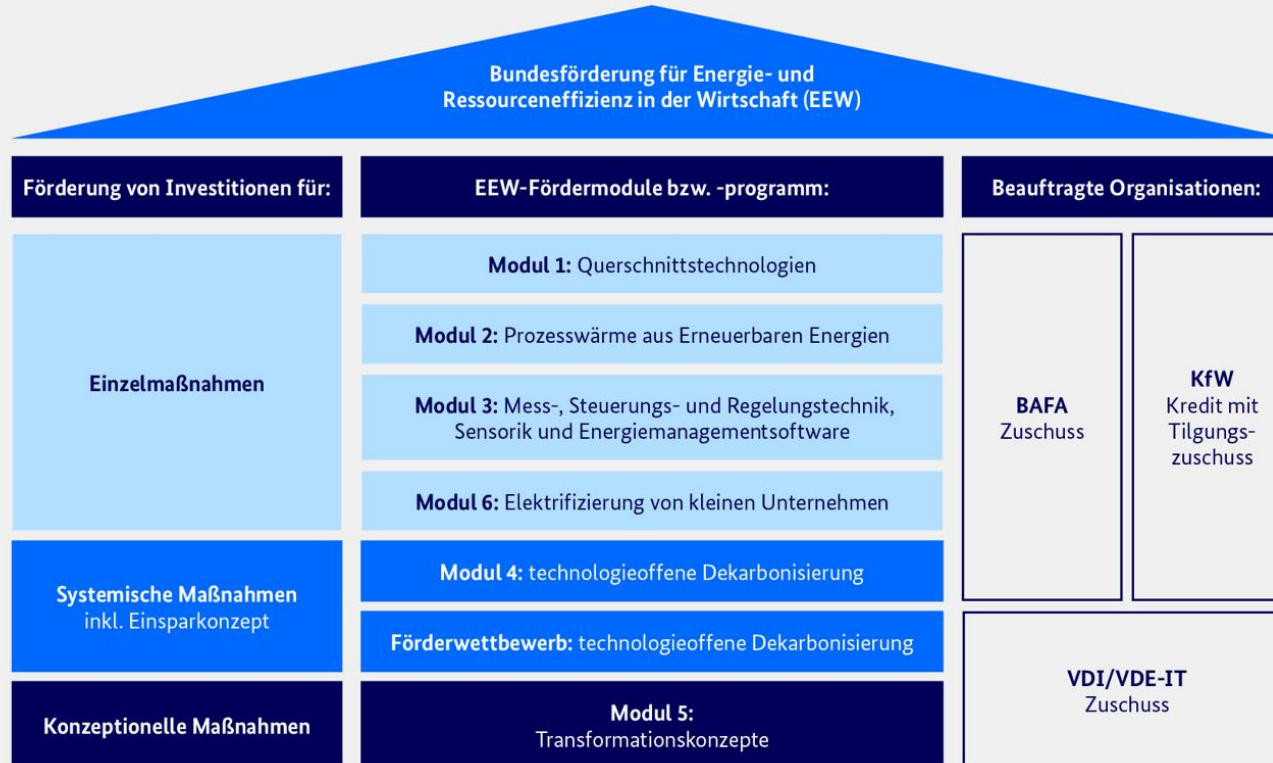 Bundesförderung für Energie- und
Ressourceneffizienz in der Wirtschaft (EEW)
Förderung von Investitionen für:
EEW-Fördermodule bzw. -programm:
Beauftragte Organisationen:
Einzelmaßnahmen
Modul 1: Querschnittstechnologien
Modul 2: Prozesswärme aus Erneuerbaren Energien
Modul 3: Mess-, Steuerungs- und Regelungstechnik,
Sensorik und Energiemanagementsoftware
Modul 6: Elektrifizierung von kleinen Unternehmen
BAFA
Zuschuss
KfW
Kredit mit
Tilgungs-
zuschuss
Systemische Maßnahmen
inkl. Einsparkonzept
Modul 4: technologieoffene Dekarbonisierung
Förderwettbewerb: technologieoffene Dekarbonisierung
VDI/VDE-IT
Zuschuss
Konzeptionelle Maßnahmen
Modul 5:
Transformationskonzepte